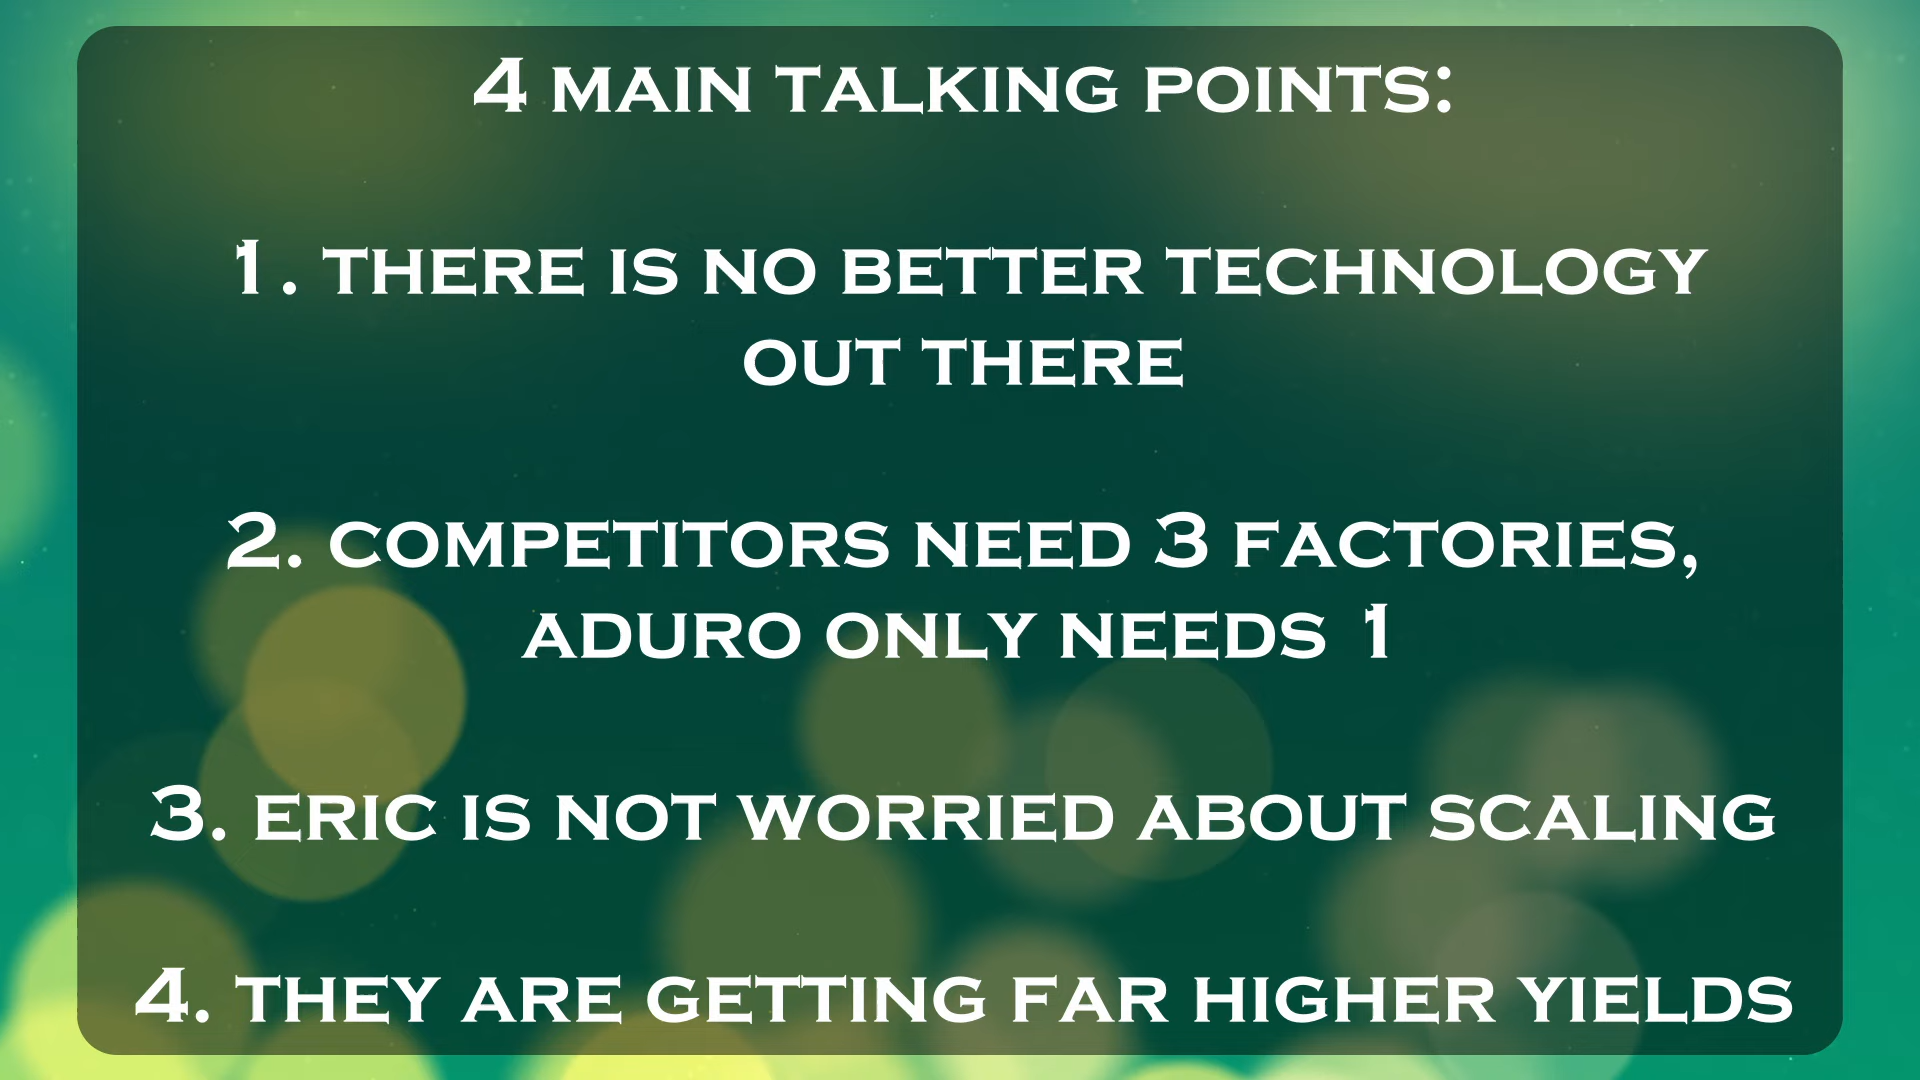 4 MAIN TALKING POINTS:
1. THERE IS NO BETTER TECHNOLOGY
OUT THERE
2. COMPETITORS NEED 3 FACTORIES,
ADURO ONLY NEEDS 1
3. ERIC IS NOT WORRIED ABOUT SCALING
4. THEY ARE GETTING FAR HIGHER YIELDS